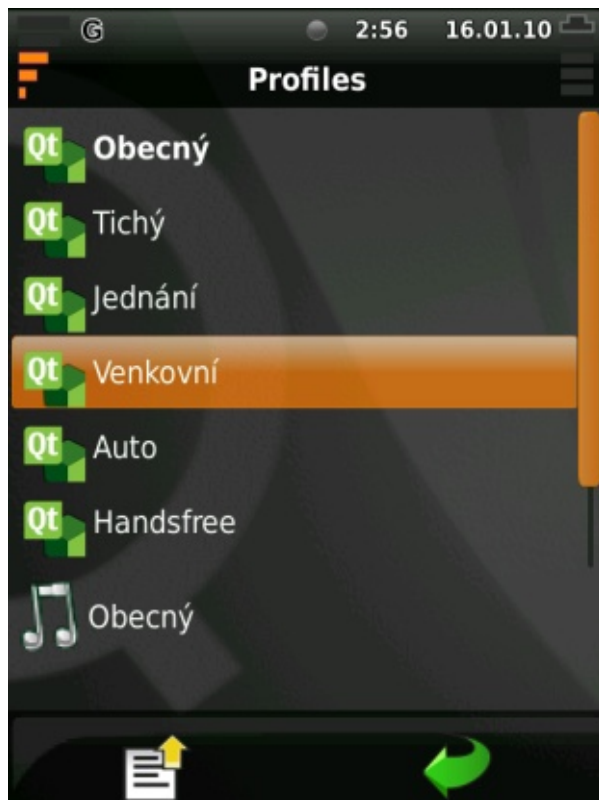 G 2:56 16.01.10
Profiles
Qt Obecný
Qt Tichý
Qt Jednání
Qt Venkovní
Qt Auto
Qt Handsfree
Obecný